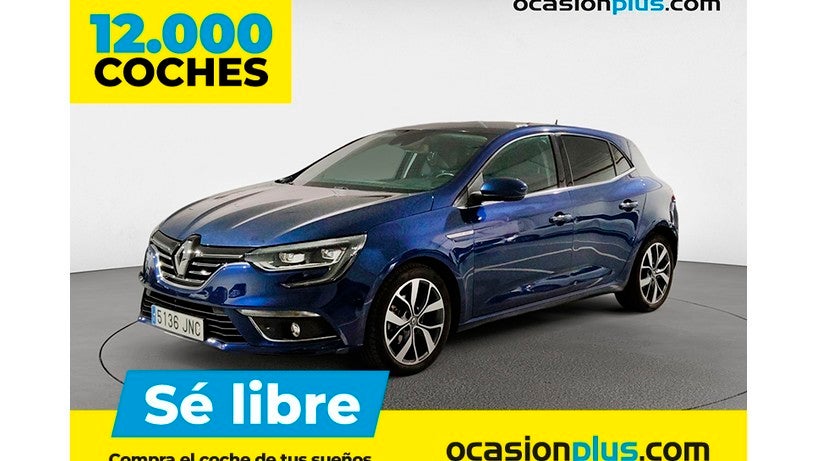 12.000
COCHES
ocasionplus.com
5136 JNC
Sé libre
Compra el coche de tus sueños
ocasionplus.com